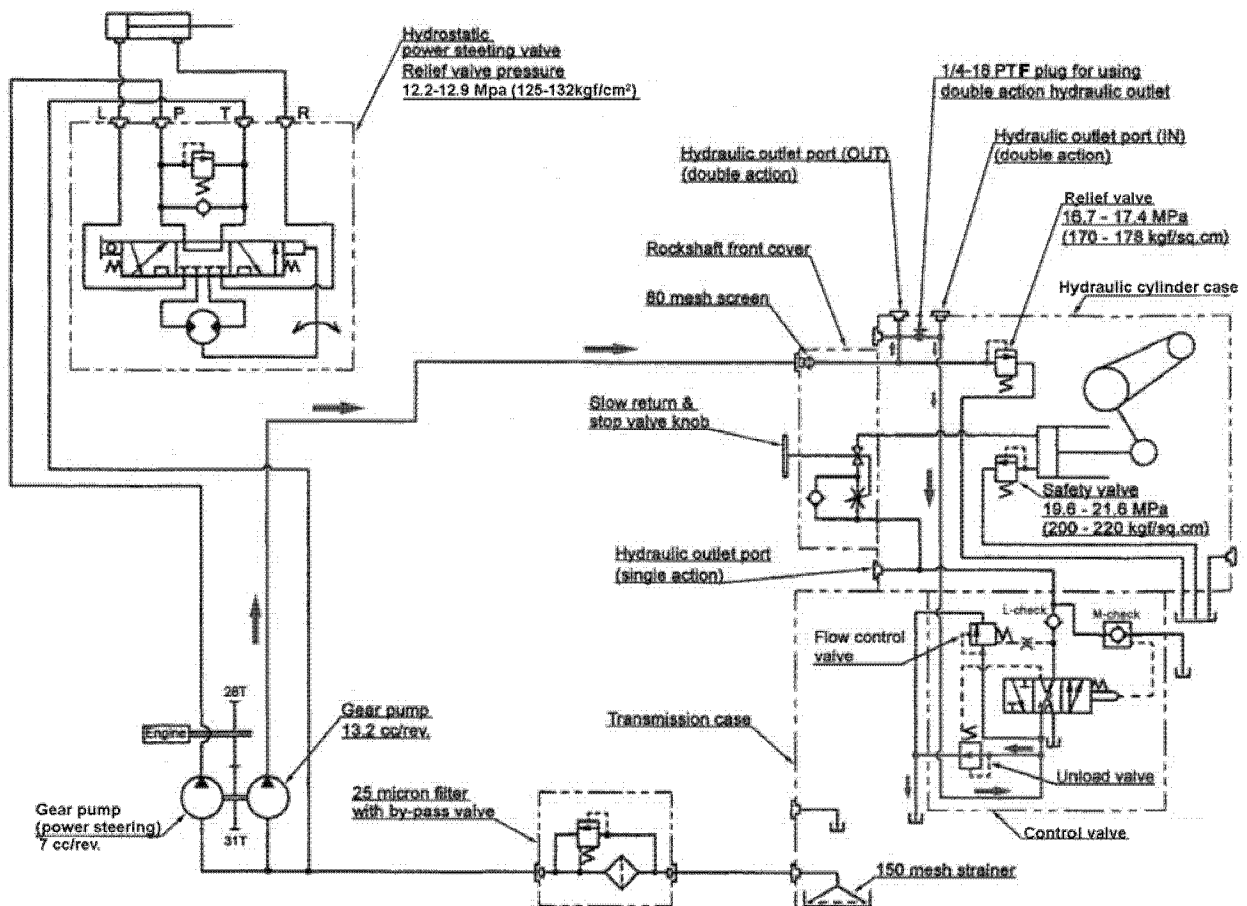 Hydrostatic
power steeting valve
Relief valve pressure
12.2-12.9 Mpa (125-132kgf/cm²)
L
P
T
R
1/4-18 PTF plug for using
double action hydraulic outlet
Hydraulic outlet port (OUT)
(double action)
Hydraulic outlet port (IN)
(double action)
Relief valve
16.7 - 17.4 MPa
(170 - 178 kgf/sq.cm)
Rockshaft front cover
80 mesh screen
Hydraulic cylinder case
Slow return &
stop valve knob
Safety valve
19.6 - 21.6 MPa
(200 - 220 kgf/sq.cm)
Hydraulic outlet port
(single action)
L-check
M-check
Flow control
valve
Transmission case
Unload valve
Control valve
28T
Engine
31T
Gear pump
13.2 cc/rev.
Gear pump
(power steering)
7 cc/rev.
25 micron filter
with by-pass valve
150 mesh strainer